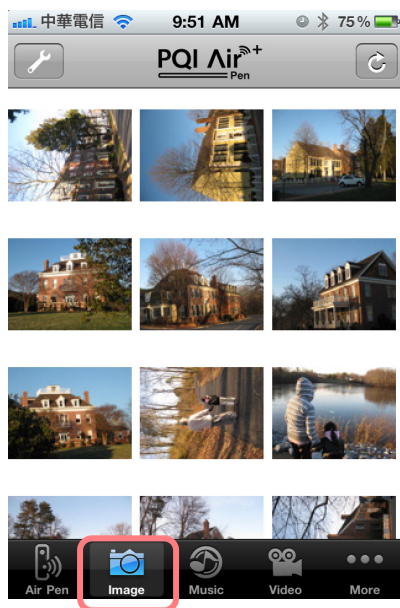 中華電信 9:51 AM 75%
PQI Air+
Pen
Air Pen Image Music Video More